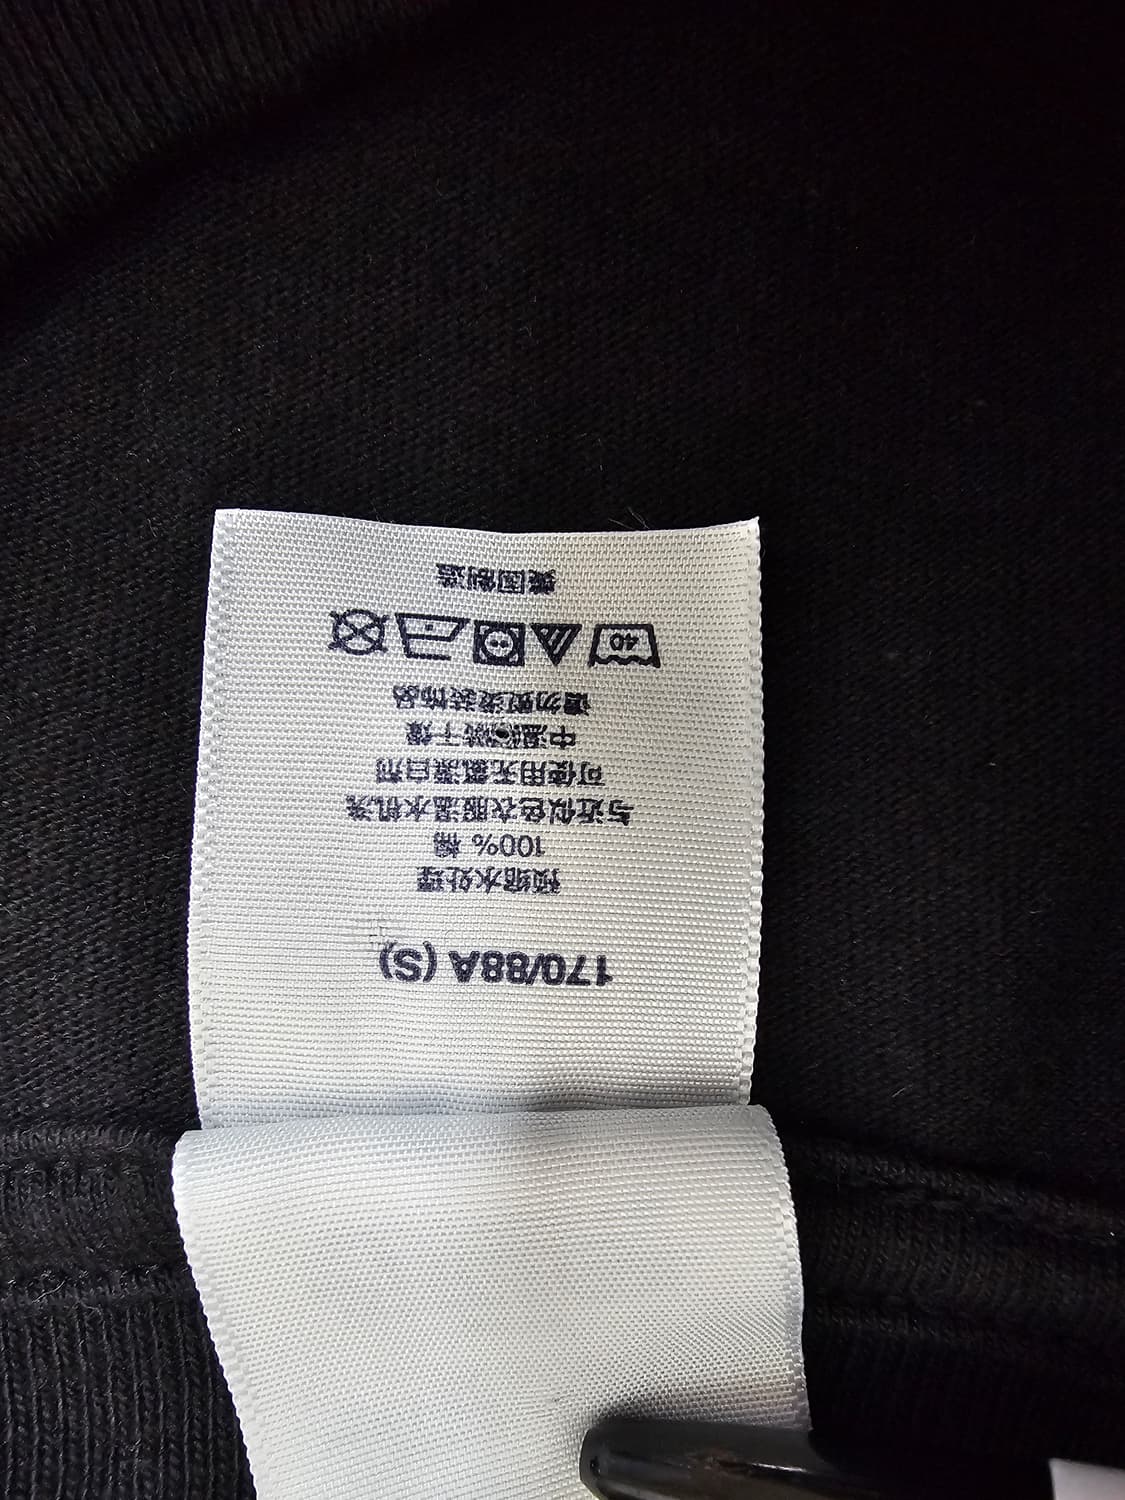 170/88A (S)
预缩水处理
100% 棉
与近似色衣服温水机洗
可使用无氯漂白剂
中温 干燥
请勿熨烫装饰品
40
美国制造